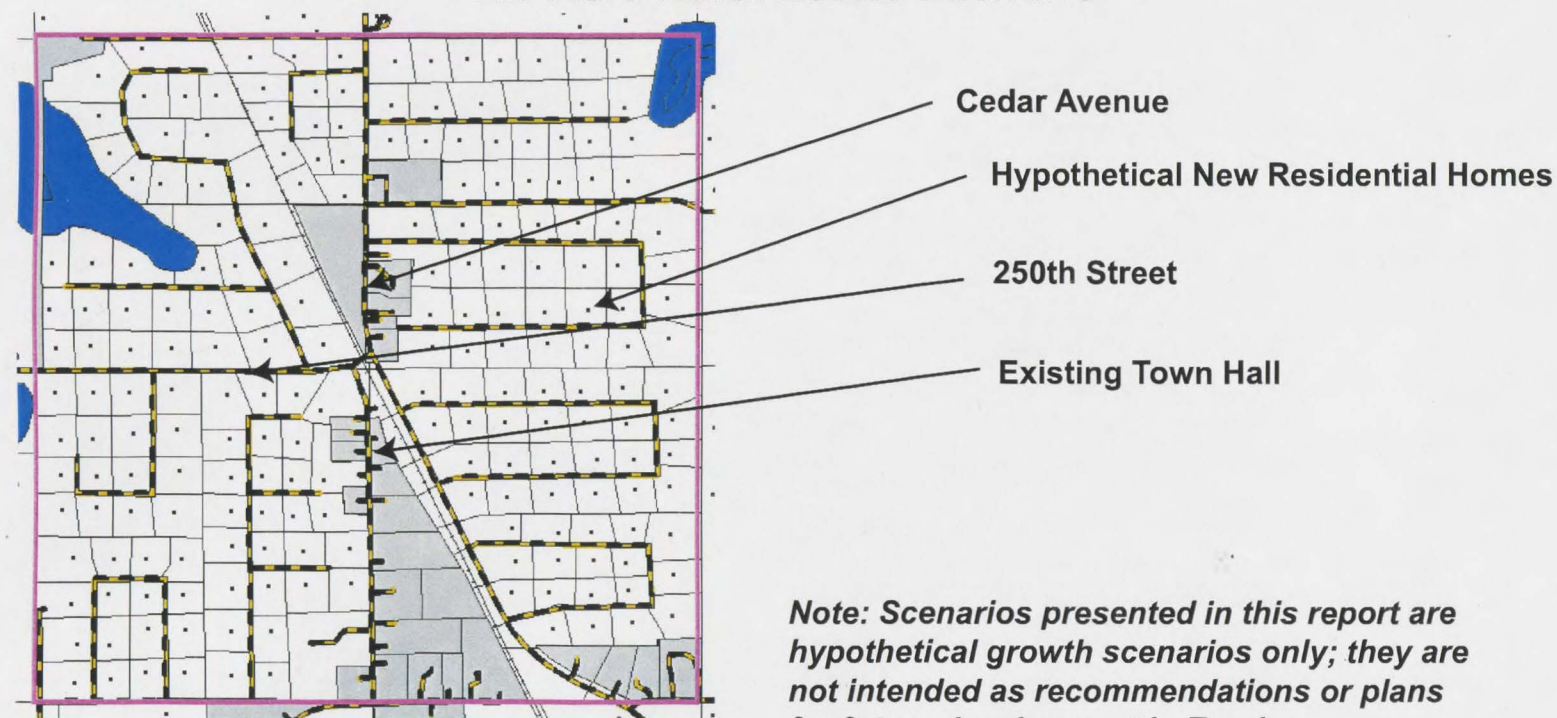 Cedar Avenue
Hypothetical New Residential Homes
250th Street
Existing Town Hall
Note: Scenarios presented in this report are
hypothetical growth scenarios only; they are
not intended as recommendations or plans